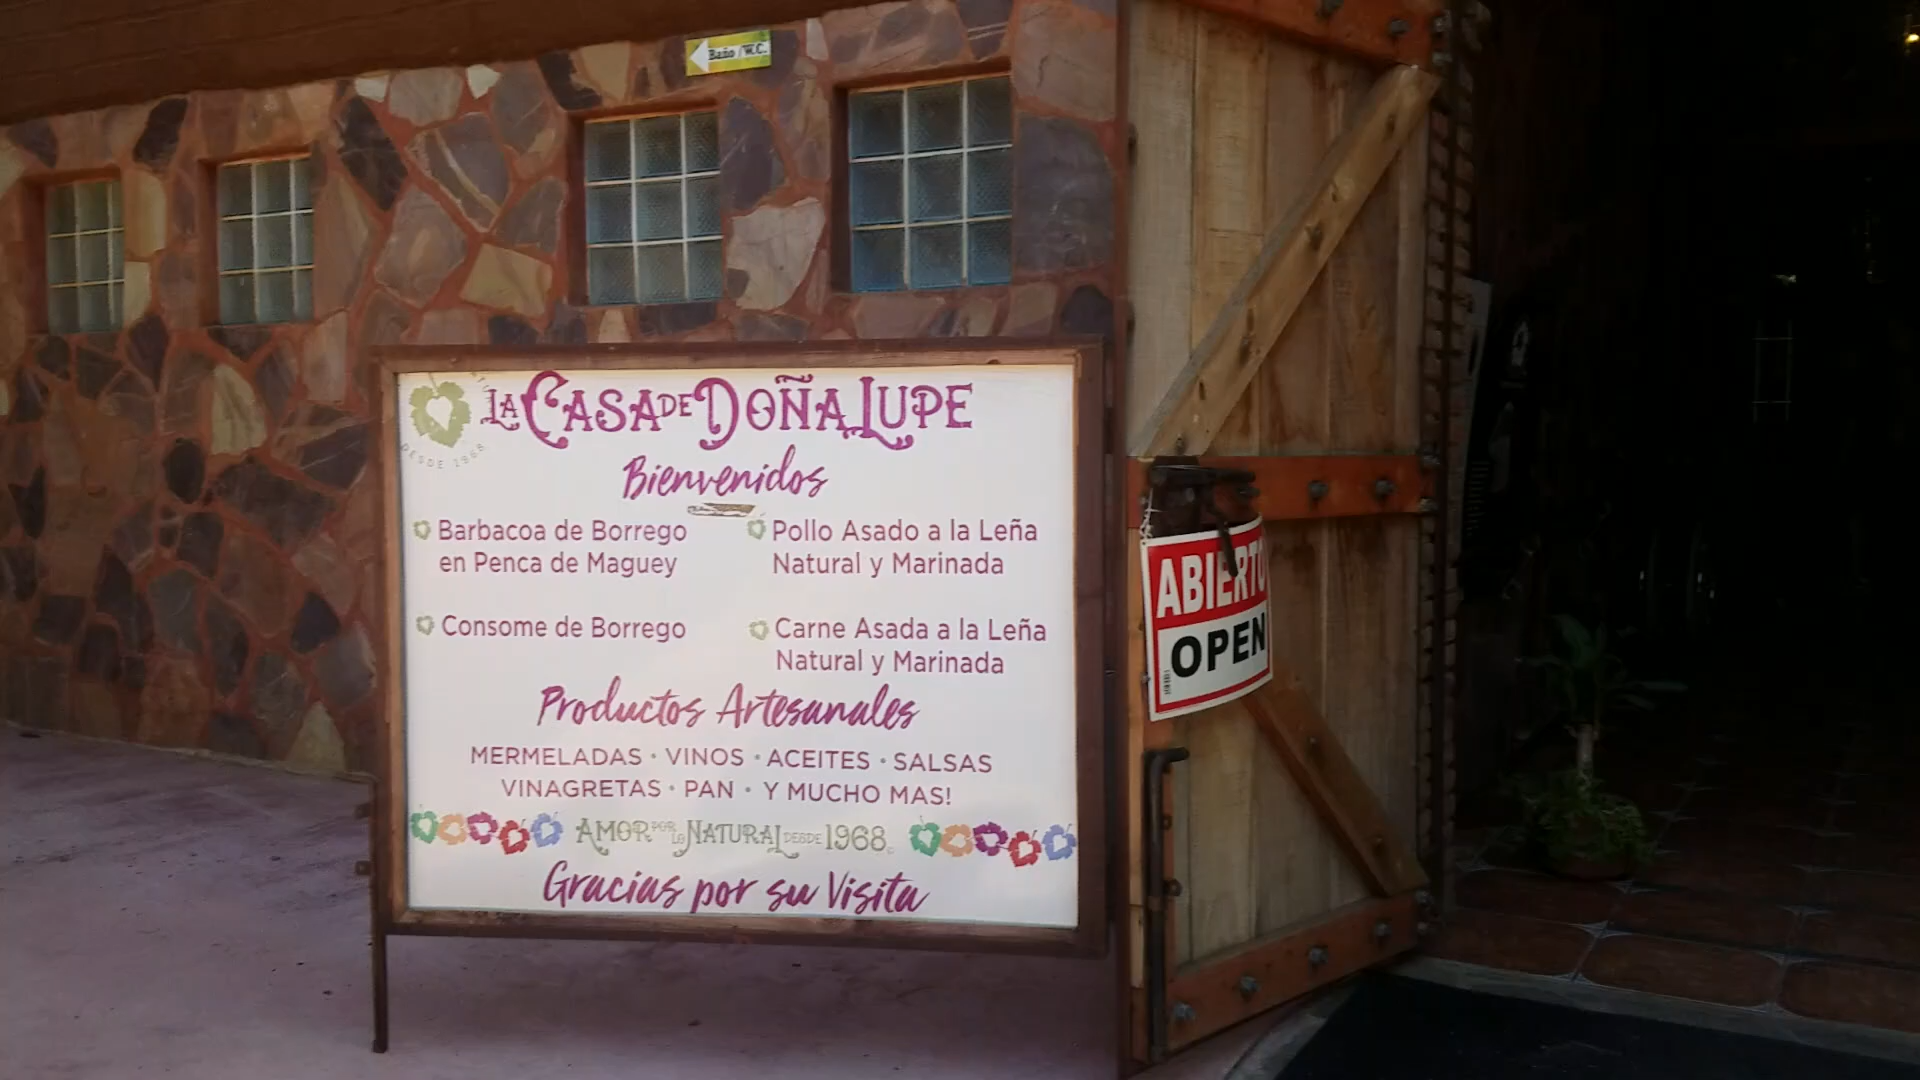 Baño / W.C.
LA CASA DE DOÑA LUPE
DESDE 1968
Bienvenidos
Barbacoa de Borrego
en Penca de Maguey
Consome de Borrego
Pollo Asado a la Leña
Natural y Marinada
Carne Asada a la Leña
Natural y Marinada
Productos Artesanales
MERMELADAS • VINOS • ACEITES • SALSAS
VINAGRETAS • PAN • Y MUCHO MAS!
AMOR POR LO NATURAL DESDE 1968
Gracias por su Visita
ABIERTO
OPEN